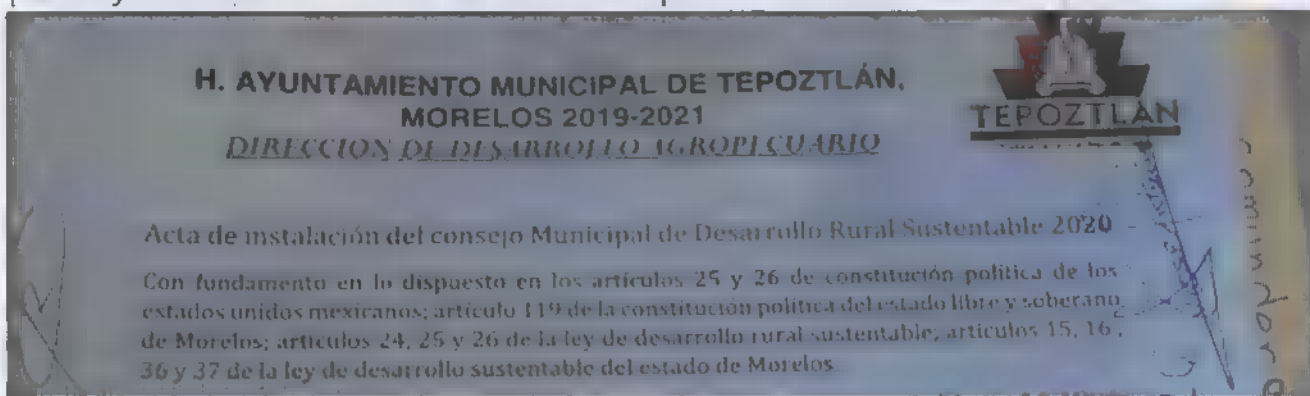 H. AYUNTAMIENTO MUNICIPAL DE TEPOZTLÁN,
MORELOS 2019-2021
DIRECCION DE DESARROLLO AGROPECUARIO
TEPOZTLÁN
Acta de instalación del consejo Municipal de Desarrollo Rural Sustentable 2020
Con fundamento en lo dispuesto en los artículos 25 y 26 de constitución política de los
estados unidos mexicanos; artículo 119 de la constitución política del estado libre y soberano
de Morelos; artículos 24, 25 y 26 de la ley de desarrollo rural sustentable; artículos 15, 16,
36 y 37 de la ley de desarrollo sustentable del estado de Morelos